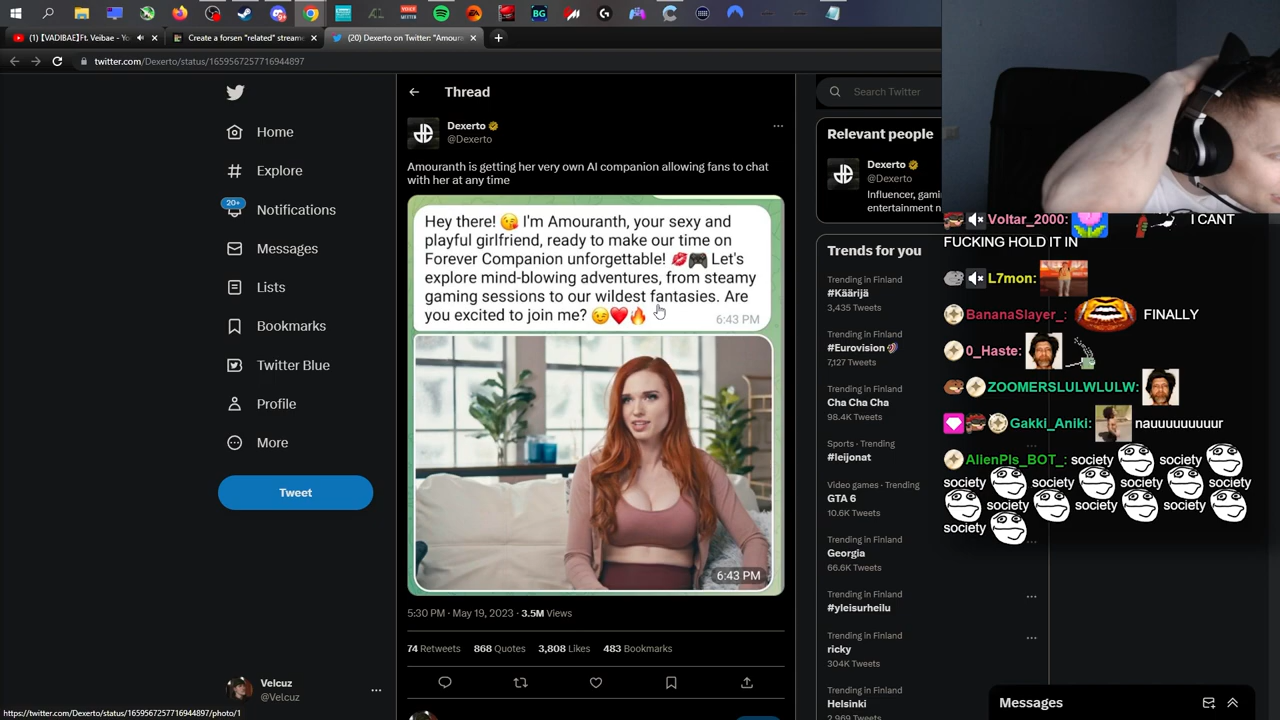 (1) 【VADIBAE】Ft. Veibae - Yo
Create a forsen "related" stream
(20) Dexerto on Twitter: "Amour
twitter.com/Dexerto/status/1659567257716944897
Home
Explore
20+
Notifications
Messages
Lists
Bookmarks
Twitter Blue
Profile
More
Tweet
Velcuz
@Velcuz
https://twitter.com/Dexerto/status/1659567257716944897/photo/1
Thread
Dexerto
@Dexerto
Amouranth is getting her very own AI companion allowing fans to chat
with her at any time
Hey there! 😘 I'm Amouranth, your sexy and
playful girlfriend, ready to make our time on
Forever Companion unforgettable! 💋🎮 Let's
explore mind-blowing adventures, from steamy
gaming sessions to our wildest fantasies. Are
you excited to join me? 😉❤️🔥
6:43 PM
6:43 PM
5:30 PM · May 19, 2023 · 3.5M Views
74 Retweets 868 Quotes 3,808 Likes 483 Bookmarks
Search Twitter
Relevant people
Dexerto
@Dexerto
Influencer, gami
entertainment n
Trends for you
Trending in Finland
#Käärijä
3,435 Tweets
Trending in Finland
#Eurovision
7,127 Tweets
Trending in Finland
Cha Cha Cha
98.4K Tweets
Sports · Trending
#leijonat
Video games · Trending
GTA 6
10.6K Tweets
Trending in Finland
Georgia
66.6K Tweets
Trending in Finland
#yleisurheilu
Trending in Finland
ricky
304K Tweets
Trending in Finland
Helsinki
2,969 Tweets
Messages
Voltar_2000: I CANT
FUCKING HOLD IT IN
L7mon:
BananaSlayer_: FINALLY
0_Haste:
ZOOMERSLULWLULW:
Gakki_Aniki: nauuuuuuuur
AlienPls_BOT_: society society
society society society society
society society society
society